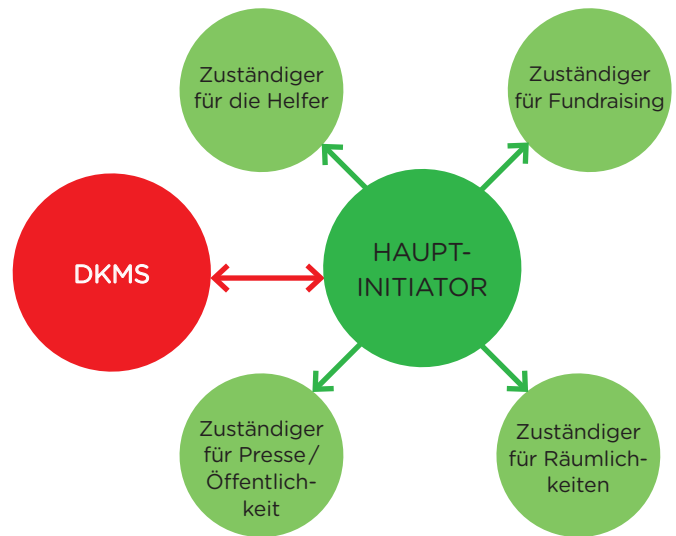 Zuständiger
für die Helfer
Zuständiger
für Fundraising
DKMS
HAUPT-
INITIATOR
Zuständiger
für Presse/
Öffentlich-
keit
Zuständiger
für Räumlich-
keiten